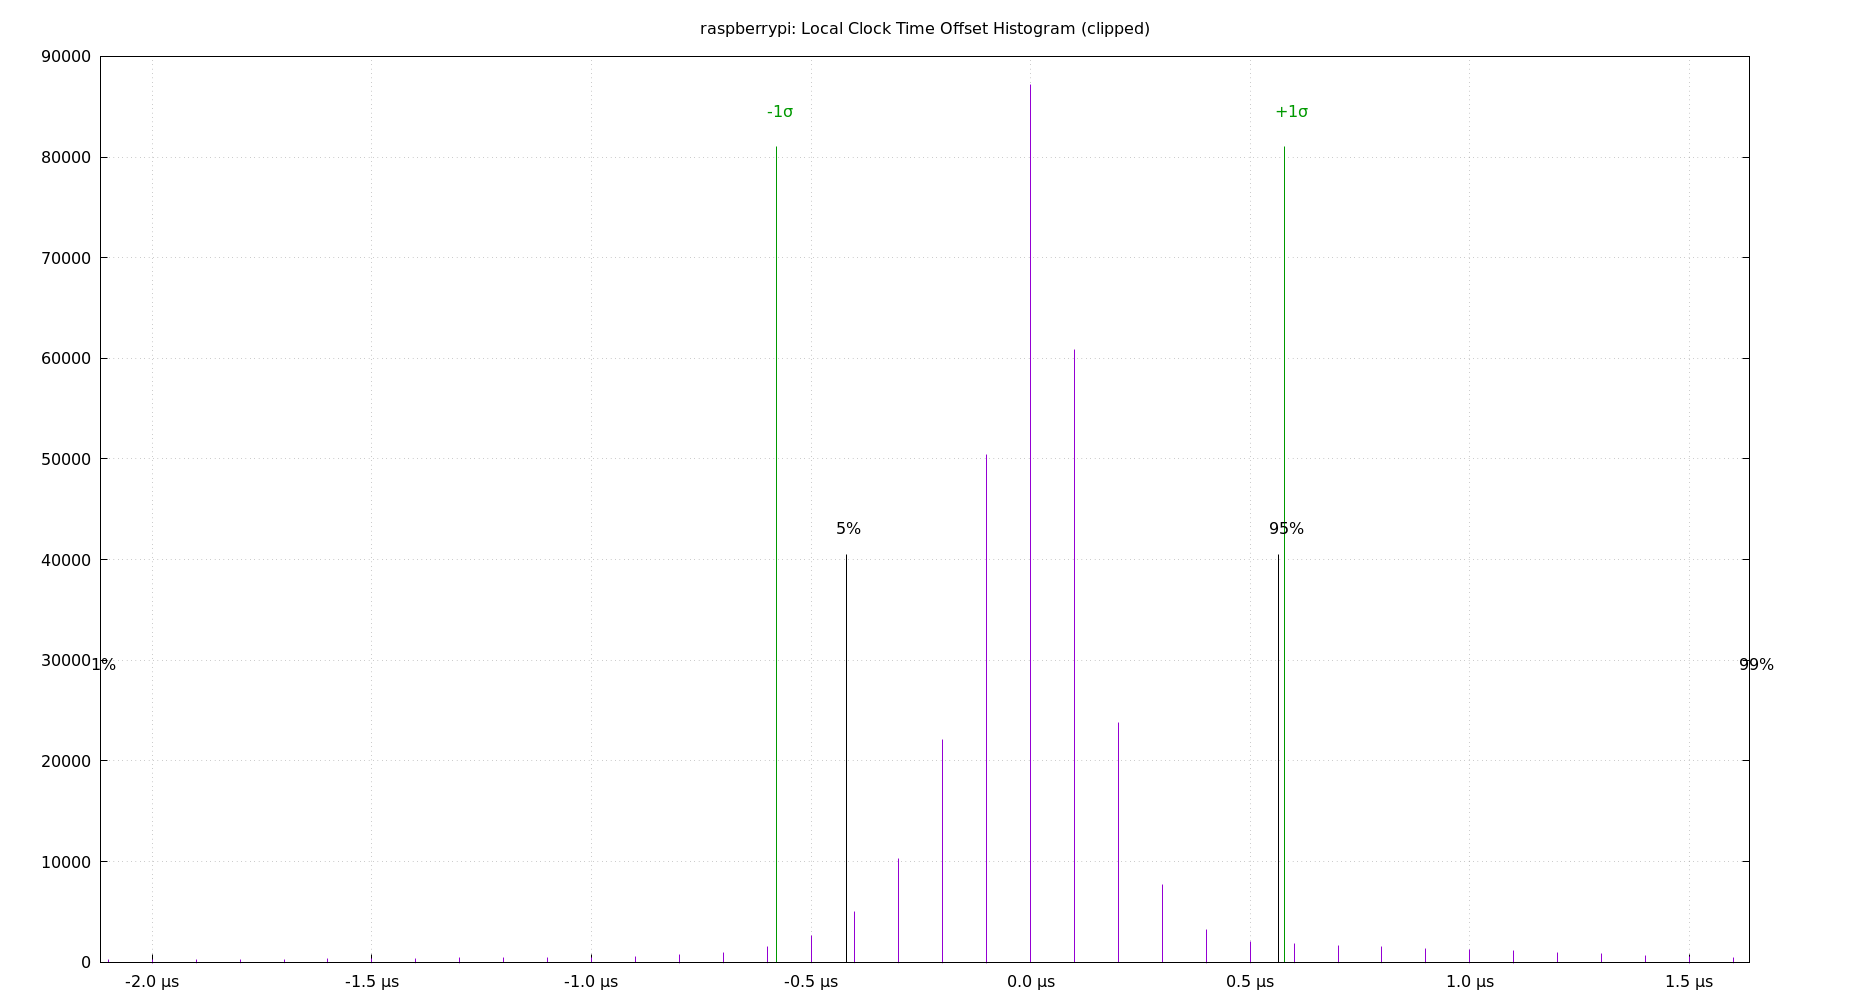 raspberrypi: Local Clock Time Offset Histogram (clipped)
90000
-1σ
+1σ
80000
70000
60000
50000
5%
95%
40000
30000
1%
99%
20000
10000
0
-2.0 µs
-1.5 µs
-1.0 µs
-0.5 µs
0.0 µs
0.5 µs
1.0 µs
1.5 µs